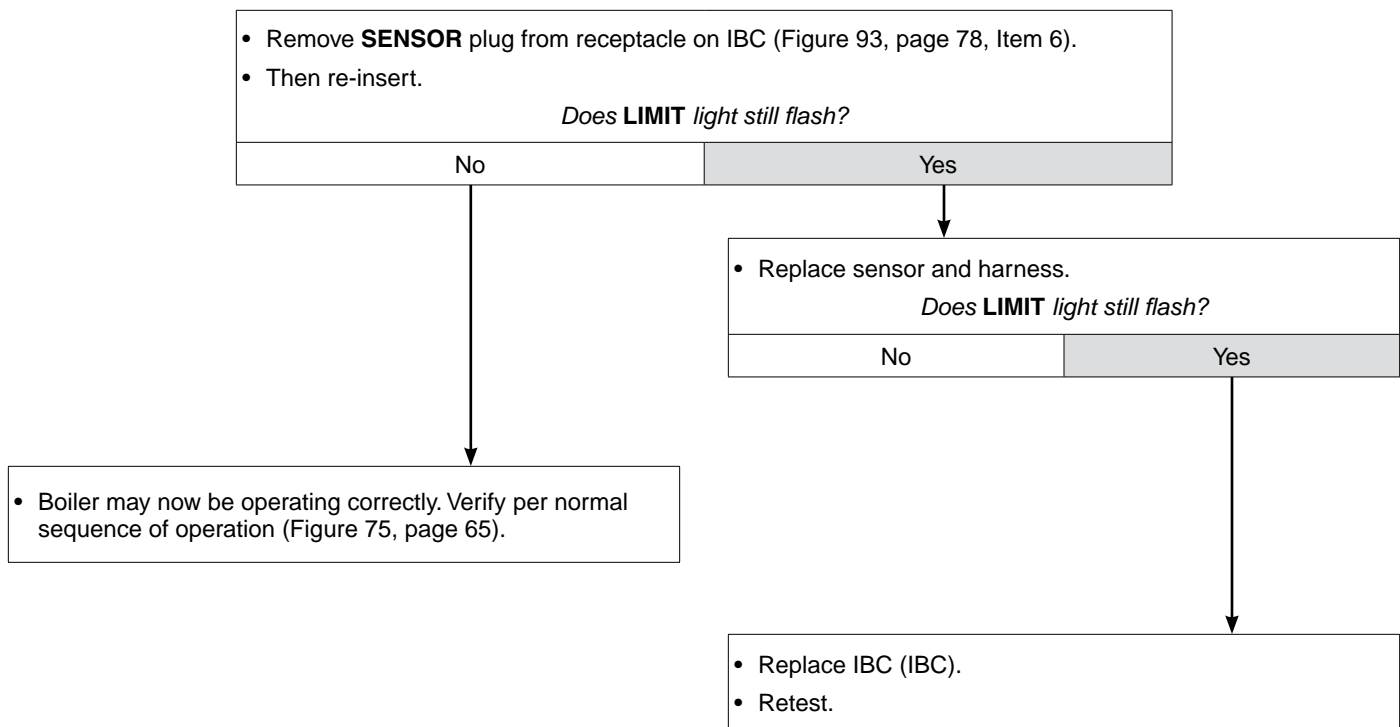 • Remove SENSOR plug from receptacle on IBC (Figure 93, page 78, Item 6).
• Then re-insert.
Does LIMIT light still flash?
No
Yes
• Replace sensor and harness.
Does LIMIT light still flash?
No
Yes
• Boiler may now be operating correctly. Verify per normal
sequence of operation (Figure 75, page 65).
• Replace IBC (IBC).
• Retest.